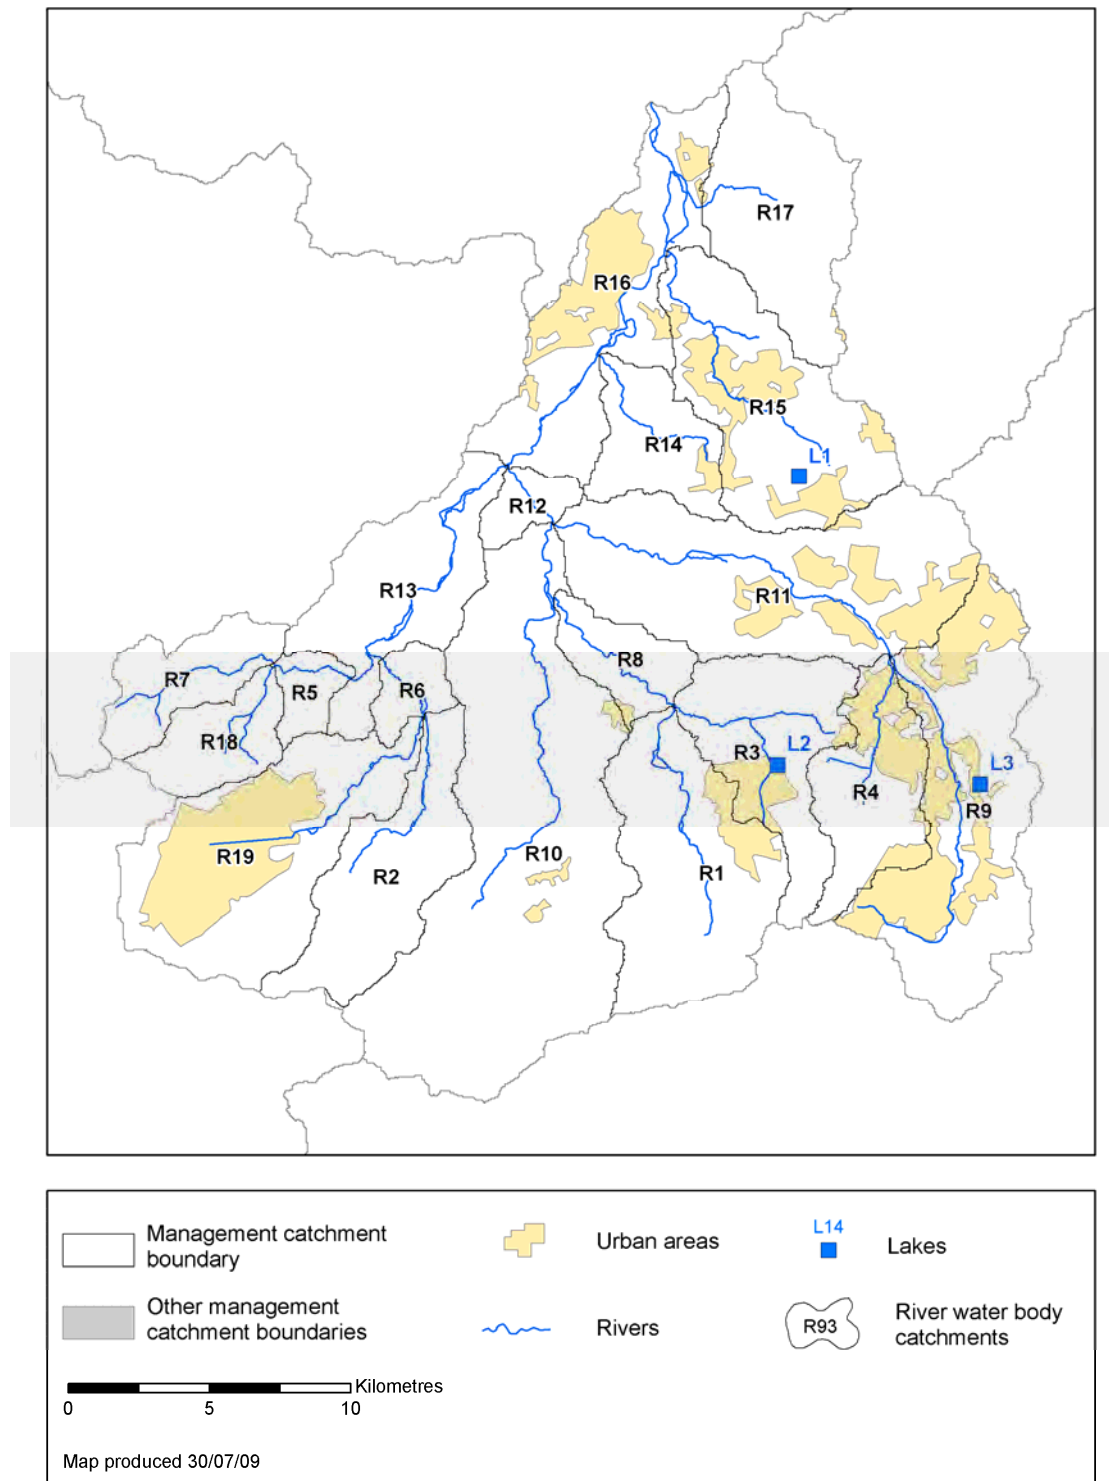 R17
R16
R15
R14
L1
R12
R13
R11
R8
R7
R5
R6
R18
R3
L2
L3
R4
R9
R19
R10
R2
R1
Management catchment
boundary
Urban areas
L14
Lakes
Other management
catchment boundaries
Rivers
R93
River water body
catchments
Kilometres
0 5 10
Map produced 30/07/09